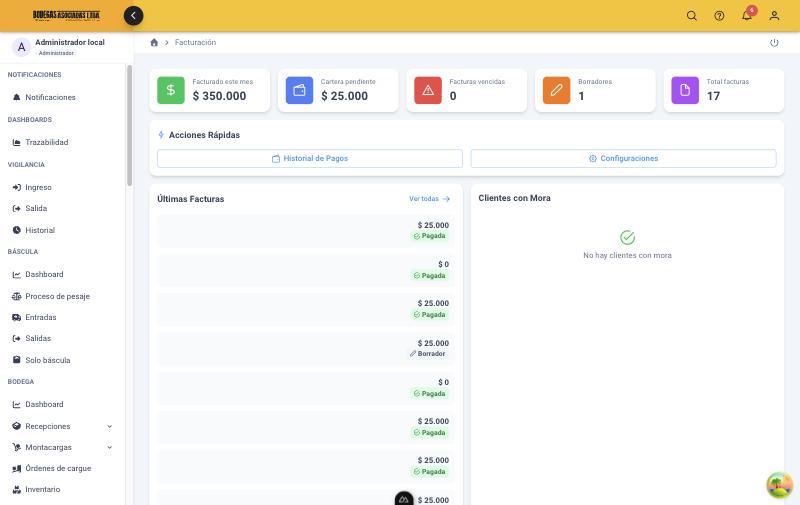 BODEGAS ASOCIADAS LTDA.
6
A
Administrador local
Administrador
Facturación
NOTIFICACIONES
Notificaciones
DASHBOARDS
Trazabilidad
VIGILANCIA
Ingreso
Salida
Historial
BÁSCULA
Dashboard
Proceso de pesaje
Entradas
Salidas
Solo báscula
BODEGA
Dashboard
Recepciones
Montacargas
Órdenes de cargue
Inventario
Facturado este mes
$ 350.000
Cartera pendiente
$ 25.000
Facturas vencidas
0
Borradores
1
Total facturas
17
Acciones Rápidas
Historial de Pagos
Configuraciones
Últimas Facturas
Ver todas
$ 25.000
Pagada
$ 0
Pagada
$ 25.000
Pagada
$ 25.000
Borrador
$ 0
Pagada
$ 25.000
Pagada
$ 25.000
Pagada
$ 25.000
Clientes con Mora
No hay clientes con mora